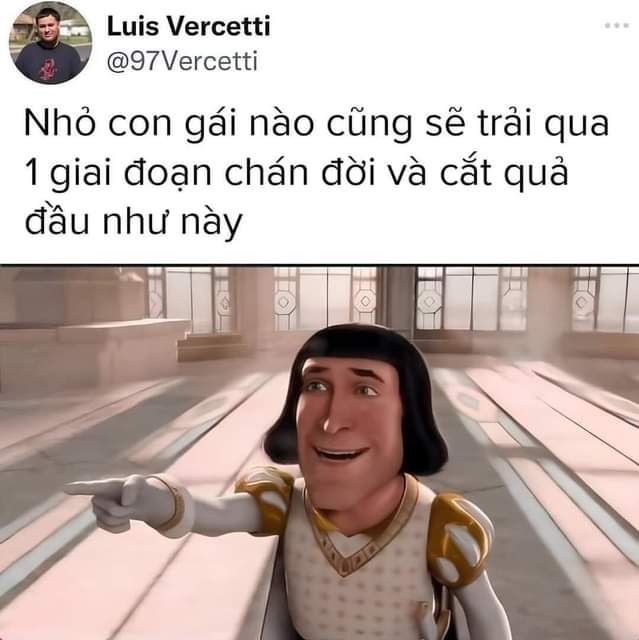 Luis Vercetti
@97Vercetti
Nhỏ con gái nào cũng sẽ trải qua
1 giai đoạn chán đời và cắt quả
đầu như này